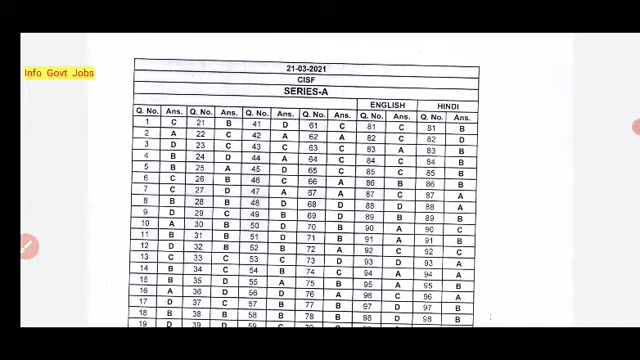 Info Govt Jobs
21-03-2021
CISF
SERIES-A
ENGLISH HINDI
Q. No. Ans. Q. No. Ans. Q. No. Ans. Q. No. Ans. Q. No. Ans. Q. No. Ans.
1 C 21 B 41 D 61 C 81 C 81 B
2 A 22 C 42 A 62 A 82 C 82 D
3 D 23 C 43 C 63 C 83 A 83 B
4 B 24 D 44 A 64 C 84 C 84 B
5 B 25 A 45 D 65 C 85 C 85 B
6 C 26 B 46 C 66 A 86 B 86 B
7 C 27 D 47 A 67 A 87 C 87 A
8 B 28 B 48 D 68 D 88 D 88 A
9 D 29 C 49 B 69 D 89 B 89 B
10 A 30 B 50 D 70 B 90 A 90 C
11 B 31 B 51 D 71 B 91 A 91 B
12 D 32 B 52 B 72 A 92 C 92 C
13 C 33 C 53 C 73 D 93 D 93 A
14 B 34 C 54 B 74 C 94 A 94 A
15 B 35 D 55 A 75 B 95 A 95 B
16 A 36 D 56 D 76 A 96 C 96 A
17 D 37 C 57 B 77 B 97 D 97 B
18 B 38 B 58 B 78 B 98 D 98 B
19 D 39 D 59